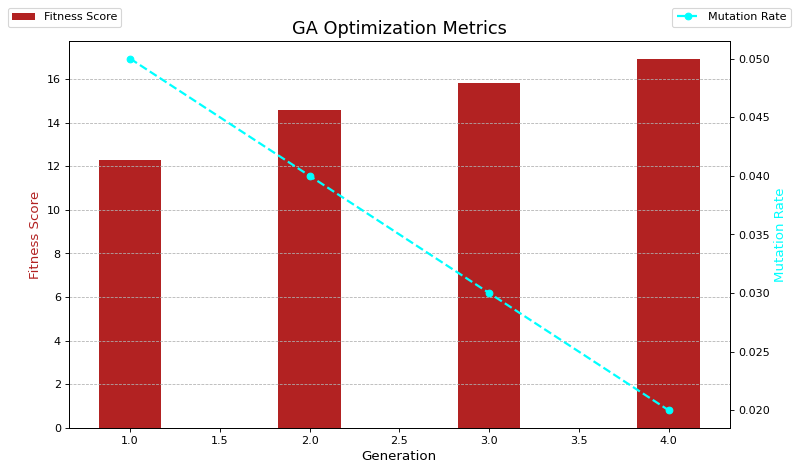 Fitness Score
Mutation Rate
GA Optimization Metrics
Fitness Score
16
14
12
10
8
6
4
2
0
0.050
0.045
0.040
0.035
0.030
0.025
0.020
Mutation Rate
1.0 1.5 2.0 2.5 3.0 3.5 4.0
Generation